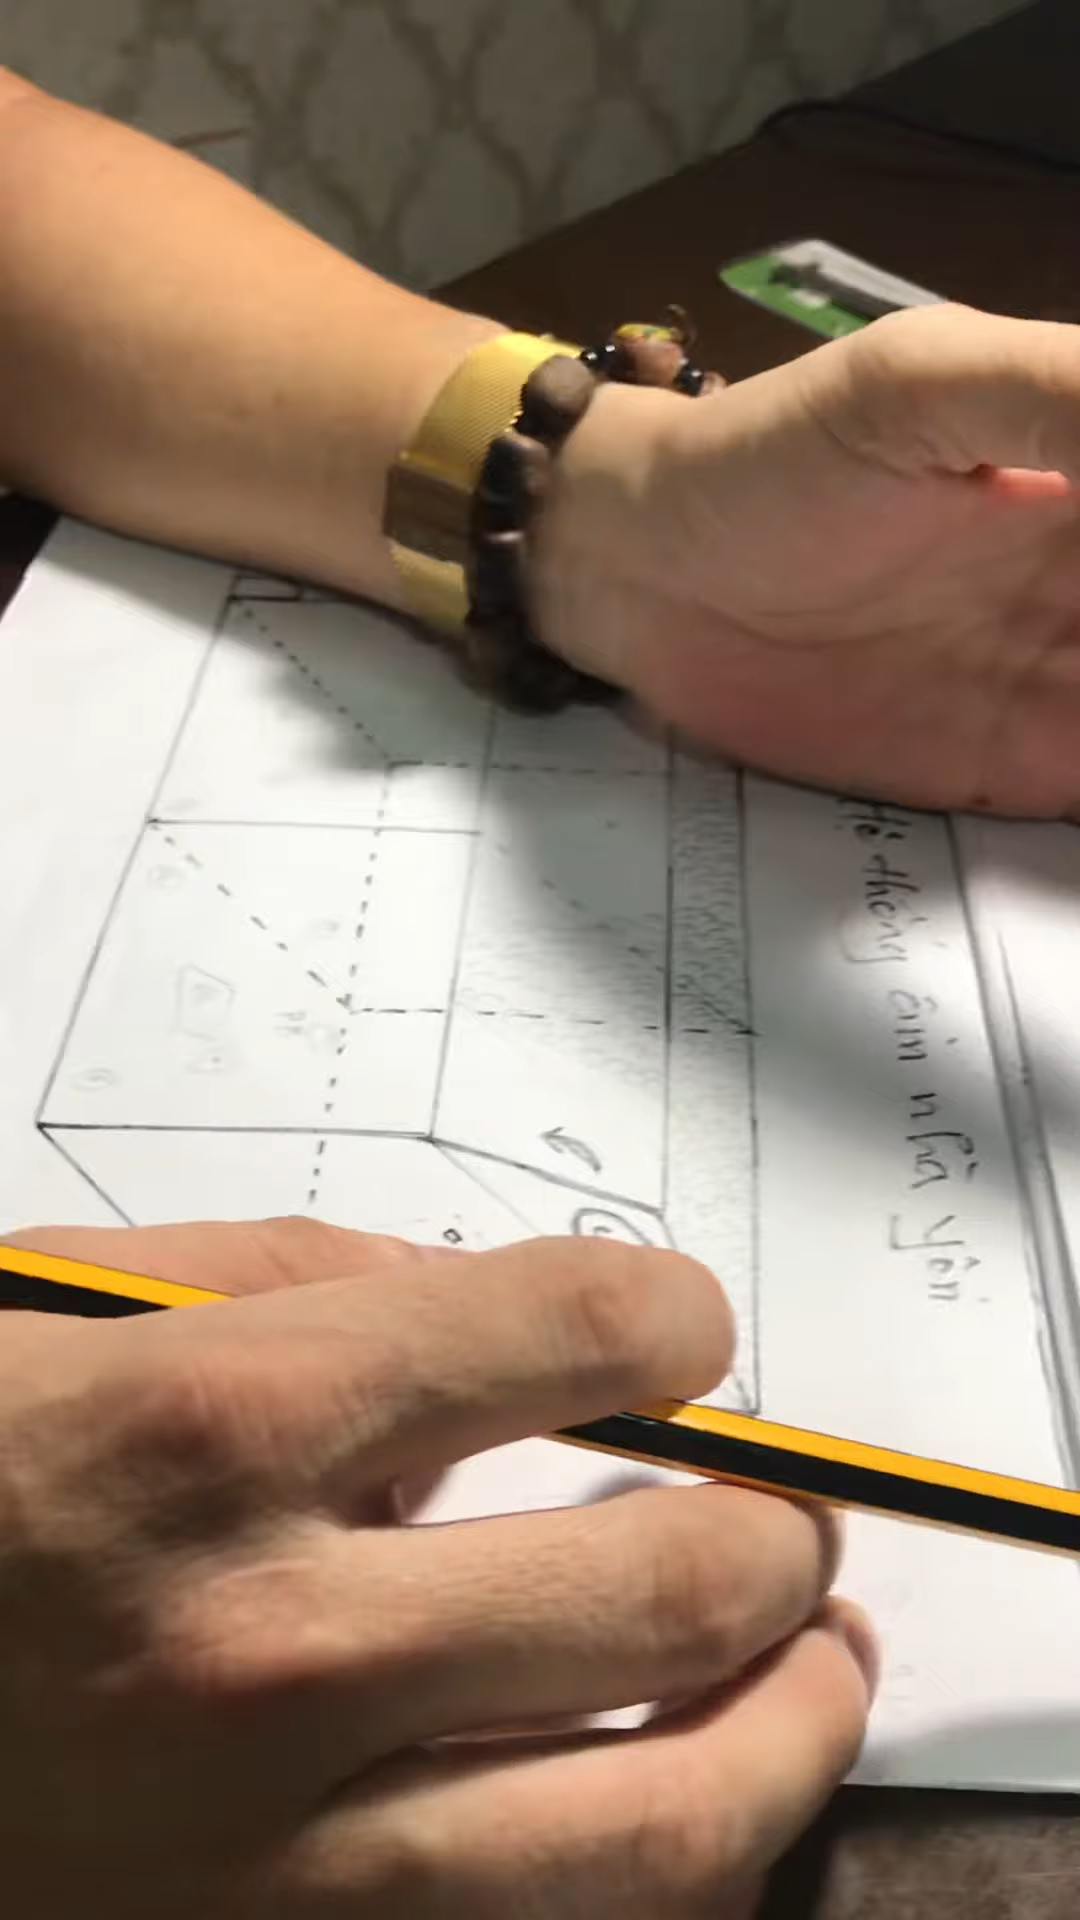 Hệ thống âm nhà yến